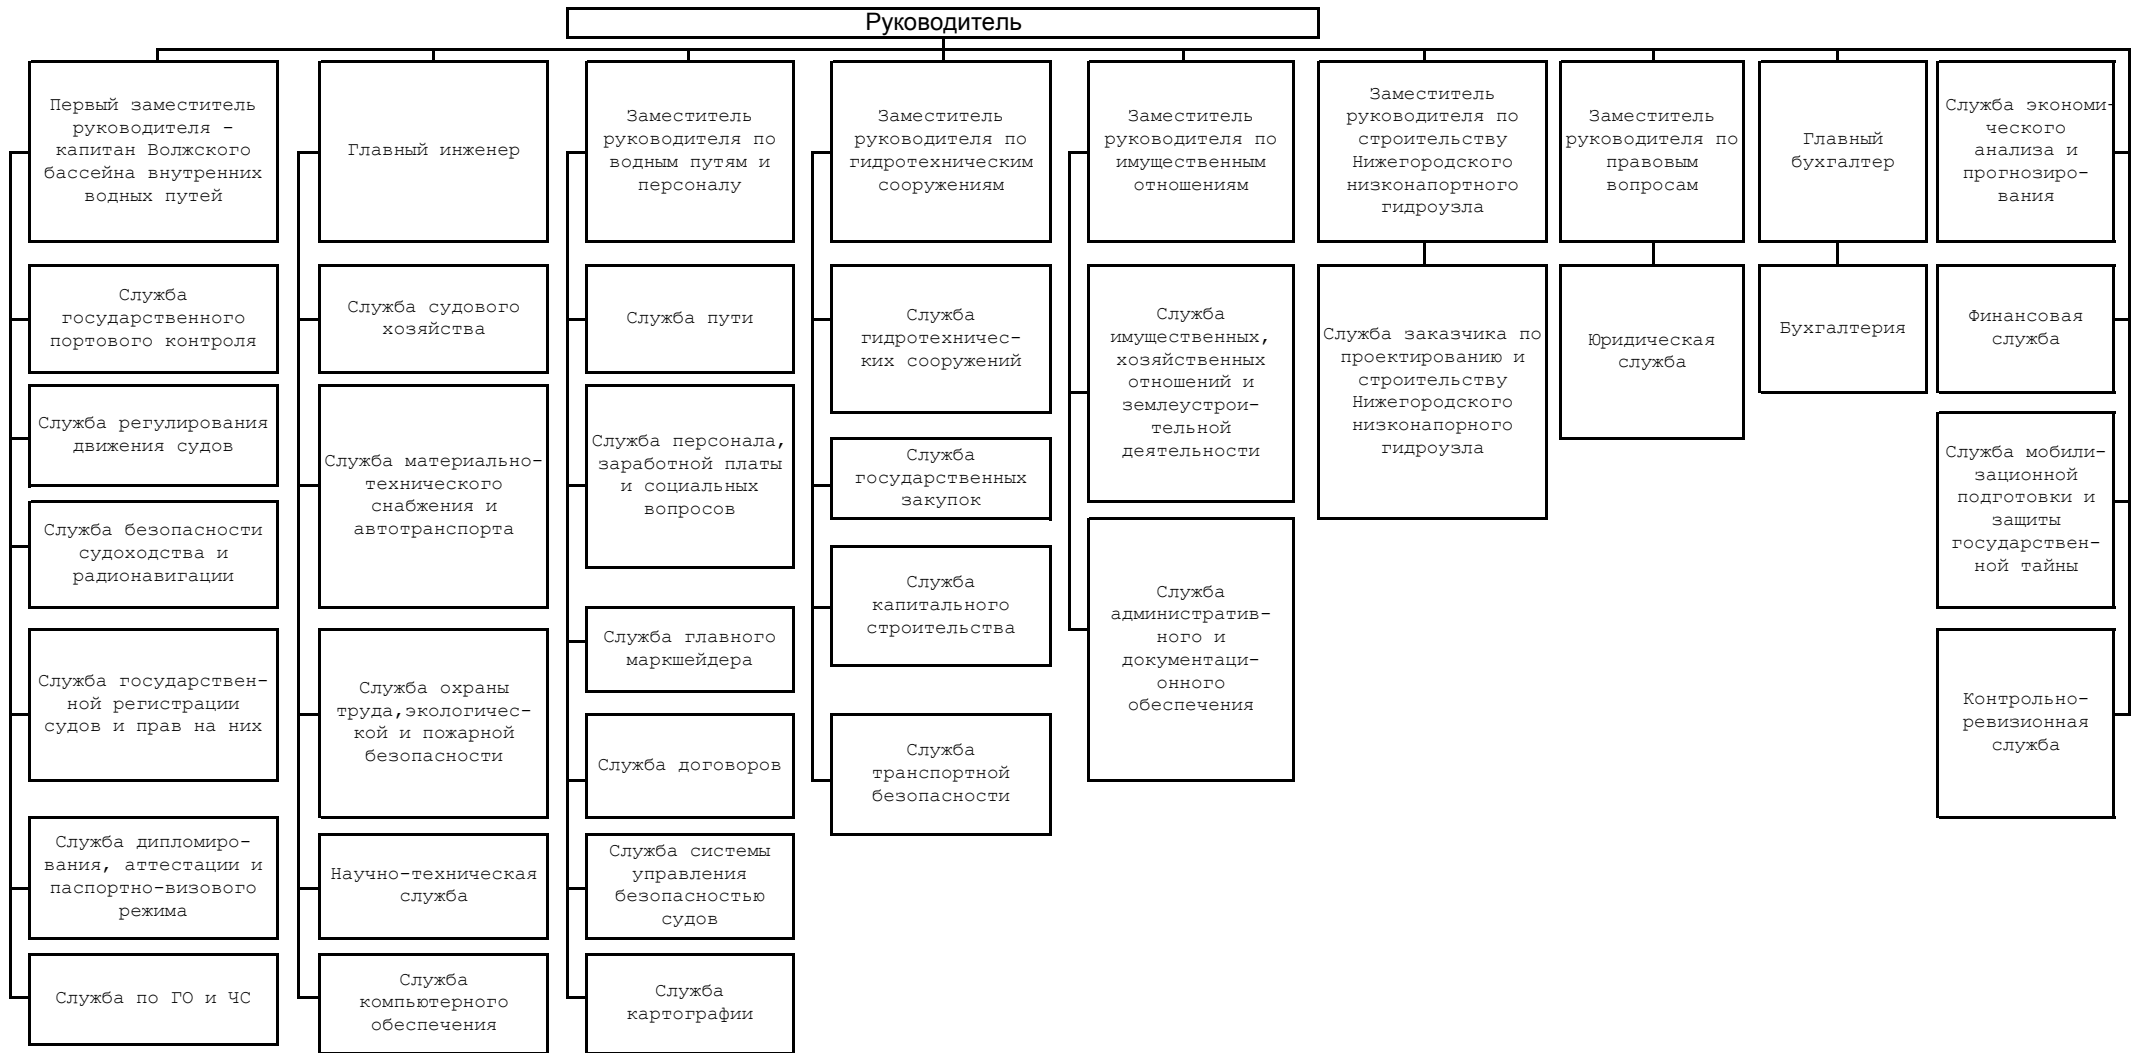 Руководитель
Первый заместитель
руководителя -
капитан Волжского
бассейна внутренних
водных путей
Служба
государственного
портового контроля
Служба регулирования
движения судов
Служба безопасности
судоходства и
радионавигации
Служба государствен-
ной регистрации
судов и прав на них
Служба дипломиро-
вания, аттестации и
паспортно-визового
режима
Служба по ГО и ЧС
Главный инженер
Служба судового
хозяйства
Служба материально-
технического
снабжения и
автотранспорта
Служба охраны
труда,экологичес-
кой и пожарной
безопасности
Научно-техническая
служба
Служба
компьютерного
обеспечения
Заместитель
руководителя по
водным путям и
персоналу
Служба пути
Служба персонала,
заработной платы
и социальных
вопросов
Служба главного
маркшейдера
Служба договоров
Служба системы
управления
безопасностью
судов
Служба
картографии
Заместитель
руководителя по
гидротехническим
сооружениям
Служба
гидротехничес-
ких сооружений
Служба
государственных
закупок
Служба
капитального
строительства
Служба
транспортной
безопасности
Заместитель
руководителя по
имущественным
отношениям
Служба
имущественных,
хозяйственных
отношений и
землеустрои-
тельной
деятельности
Служба
административ-
ного и
документаци-
онного
обеспечения
Заместитель
руководителя по
строительству
Нижегородского
низконапортного
гидроузла
Служба заказчика по
проектированию и
строительству
Нижегородского
низконапорного
гидроузла
Заместитель
руководителя по
правовым
вопросам
Юридическая
служба
Главный
бухгалтер
Бухгалтерия
Служба экономи-
ческого
анализа и
прогнозиро-
вания
Финансовая
служба
Служба мобили-
зационной
подготовки и
защиты
государствен-
ной тайны
Контрольно-
ревизионная
служба